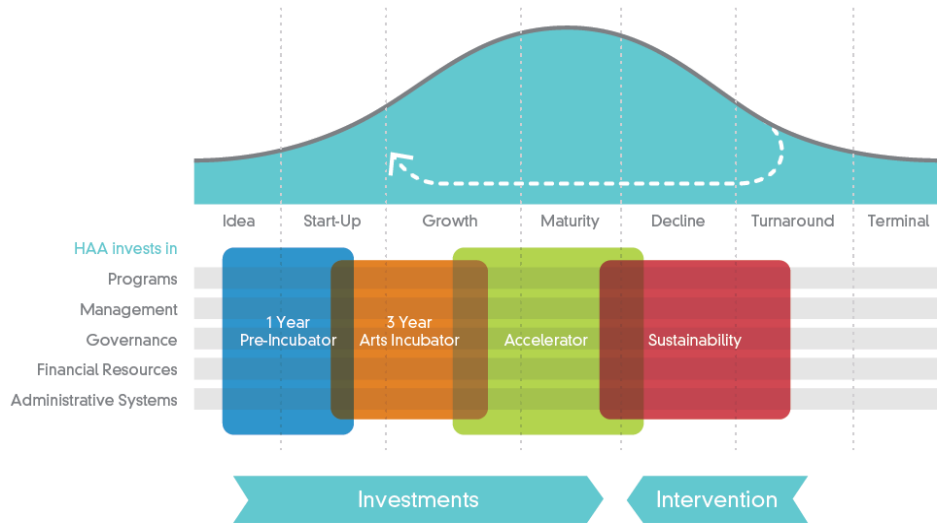 Idea
Start-Up
Growth
Maturity
Decline
Turnaround
Terminal
HAA invests in
Programs
Management
Governance
Financial Resources
Administrative Systems
1 Year
Pre-Incubator
3 Year
Arts Incubator
Accelerator
Sustainability
Investments
Intervention